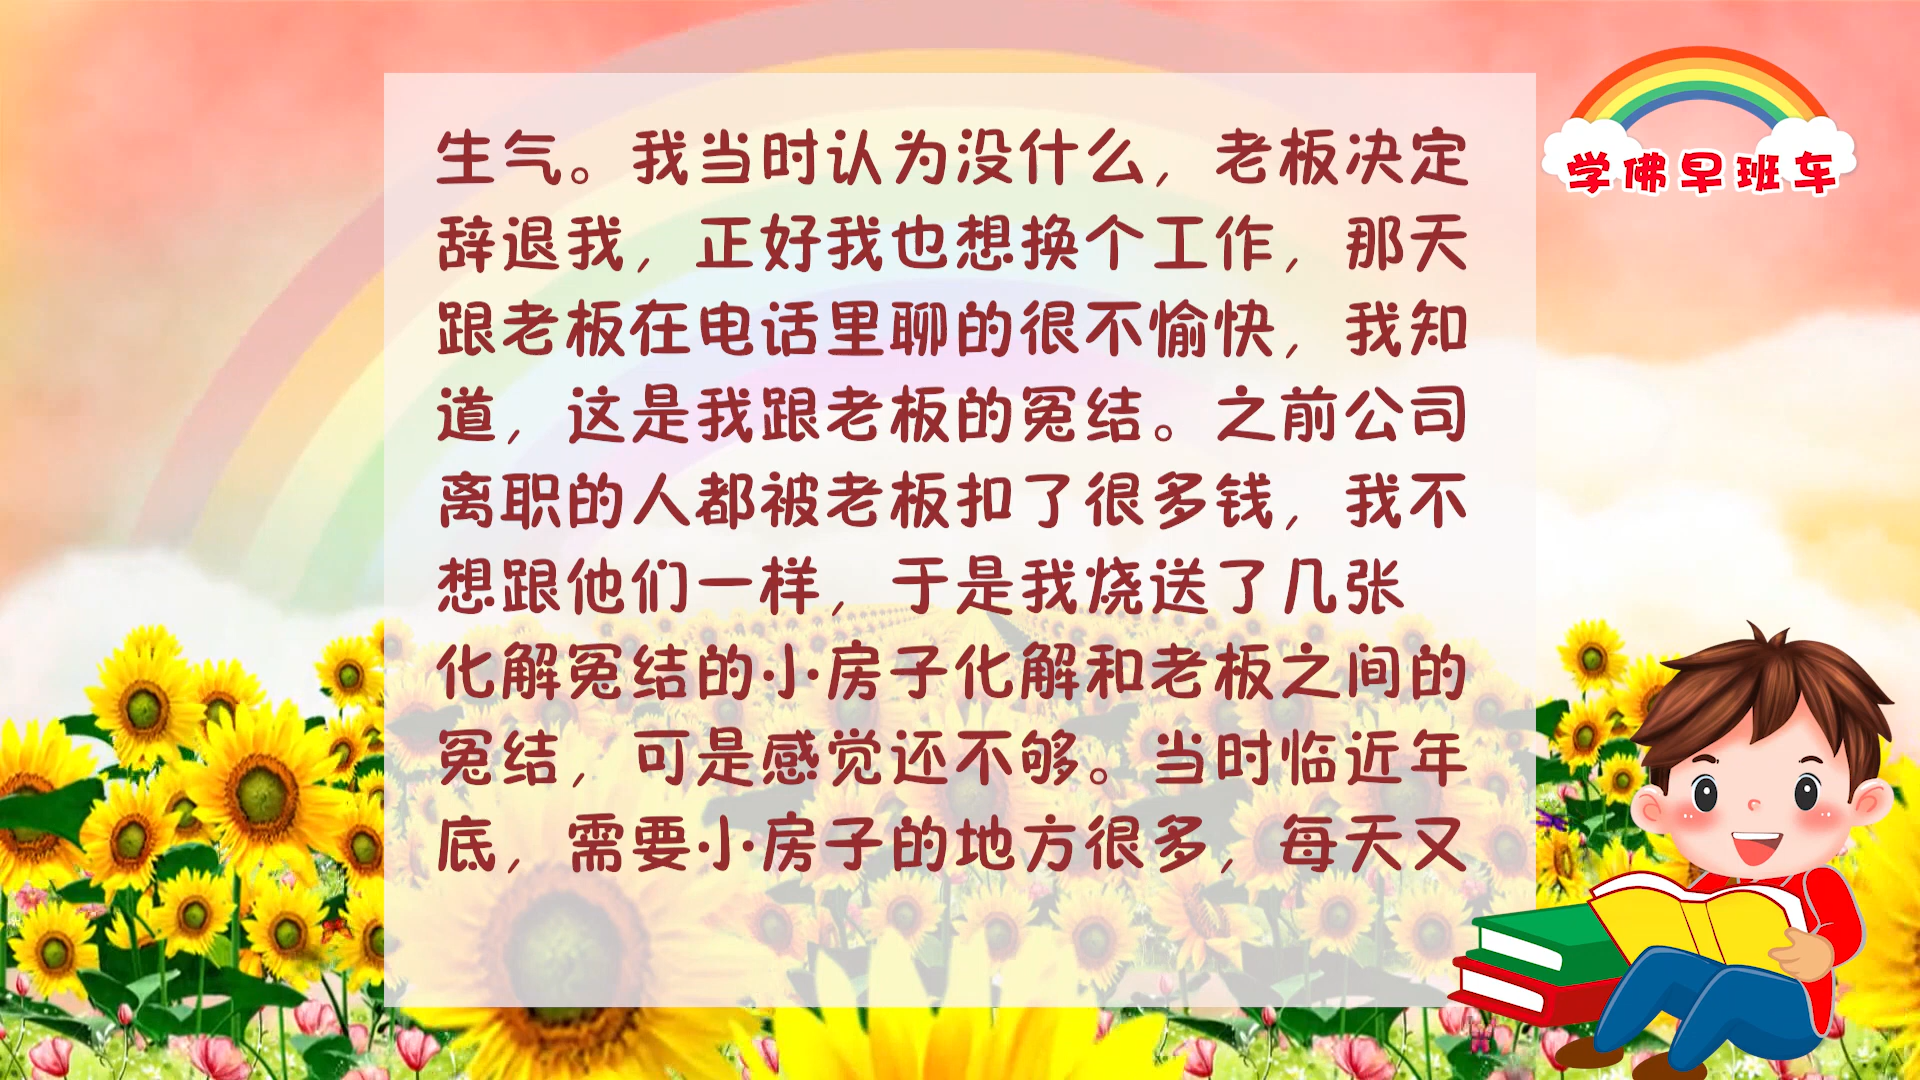 学佛早班车
生气。我当时认为没什么，老板决定
辞退我，正好我也想换个工作，那天
跟老板在电话里聊的很不愉快，我知
道，这是我跟老板的冤结。之前公司
离职的人都被老板扣了很多钱，我不
想跟他们一样，于是我烧送了几张
化解冤结的小房子化解和老板之间的
冤结，可是感觉还不够。当时临近年
底，需要小房子的地方很多，每天又